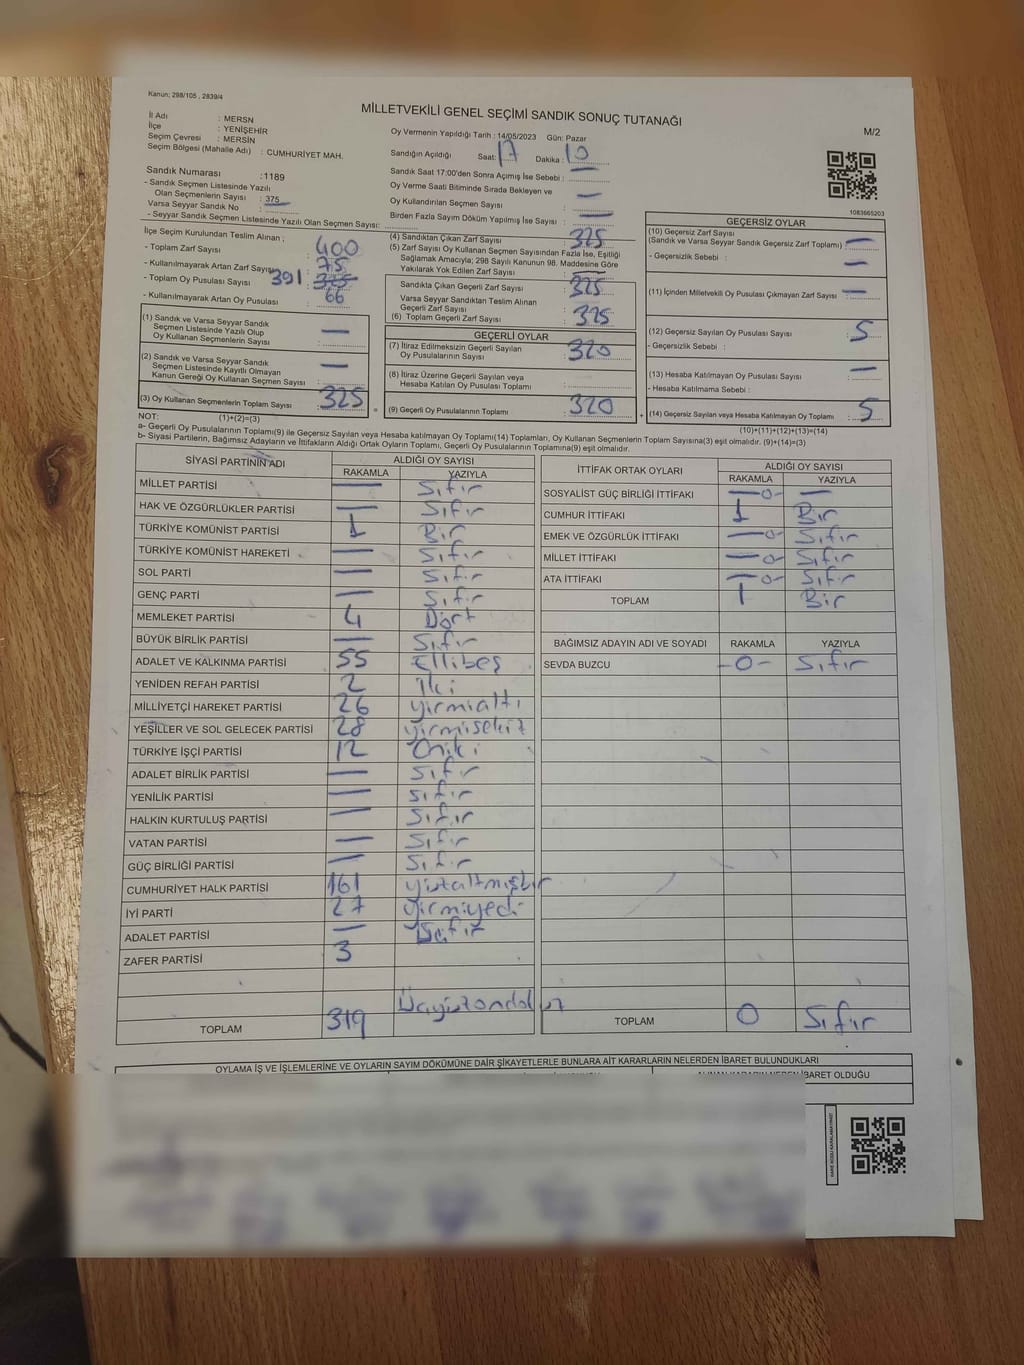 Kanun; 298/105 , 2839/4
MİLLETVEKİLİ GENEL SEÇİMİ SANDIK SONUÇ TUTANAĞI
M/2
İl Adı : MERSN
İlçe : YENİŞEHİR
Seçim Çevresi : MERSİN
Seçim Bölgesi (Mahalle Adı) : CUMHURİYET MAH.
Oy Vermenin Yapıldığı Tarih : 14/05/2023 Gün: Pazar
Sandığın Açıldığı Saat: 17 Dakika : 10
Sandık Saat 17:00'den Sonra Açımış İse Sebebi : —
Oy Verme Saati Bitiminde Sırada Bekleyen ve
Oy Kullandırılan Seçmen Sayısı : —
Birden Fazla Sayım Döküm Yapılmış İse Sayısı : —
Sandık Numarası :1189
- Sandık Seçmen Listesinde Yazılı
Olan Seçmenlerin Sayısı : 375
Varsa Seyyar Sandık No :
- Seyyar Sandık Seçmen Listesinde Yazılı Olan Seçmen Sayısı:
1083665203
İlçe Seçim Kurulundan Teslim Alınan ;
- Toplam Zarf Sayısı : 400
- Kullanılmayarak Artan Zarf Sayısı : 75
- Toplam Oy Pusulası Sayısı 391 : 325
- Kullanılmayarak Artan Oy Pusulası : 66
(1) Sandık ve Varsa Seyyar Sandık
Seçmen Listesinde Yazılı Olup
Oy Kullanan Seçmenlerin Sayısı : —
(2) Sandık ve Varsa Seyyar Sandık
Seçmen Listesinde Kayıtlı Olmayan
Kanun Gereği Oy Kullanan Seçmen Sayısı : —
(3) Oy Kullanan Seçmenlerin Toplam Sayısı : 325
(1)+(2)=(3)
(4) Sandıktan Çıkan Zarf Sayısı : 325
(5) Zarf Sayısı Oy Kullanan Seçmen Sayısından Fazla İse, Eşitliği
Sağlamak Amacıyla; 298 Sayılı Kanunun 98. Maddesine Göre
Yakılarak Yok Edilen Zarf Sayısı : —
Sandıkta Çıkan Geçerli Zarf Sayısı : 325
Varsa Seyyar Sandıktan Teslim Alınan
Geçerli Zarf Sayısı :
(6) Toplam Geçerli Zarf Sayısı : 325
GEÇERLİ OYLAR
(7) İtiraz Edilmeksizin Geçerli Sayılan
Oy Pusulalarının Sayısı : 320
(8) İtiraz Üzerine Geçerli Sayılan veya
Hesaba Katılan Oy Pusulası Toplamı :
(9) Geçerli Oy Pusulalarının Toplamı : 320
GEÇERSİZ OYLAR
(10) Geçersiz Zarf Sayısı
(Sandık ve Varsa Seyyar Sandık Geçersiz Zarf Toplamı) : —
- Geçersizlik Sebebi : —
(11) İçinden Milletvekili Oy Pusulası Çıkmayan Zarf Sayısı : —
(12) Geçersiz Sayılan Oy Pusulası Sayısı : 5
- Geçersizlik Sebebi :
(13) Hesaba Katılmayan Oy Pusulası Sayısı : —
- Hesaba Katılmama Sebebi :
(14) Geçersiz Sayılan veya Hesaba Katılmayan Oy Toplamı : 5
(10)+(11)+(12)+(13)=(14)
NOT:
a- Geçerli Oy Pusulalarının Toplamı(9) ile Geçersiz Sayılan veya Hesaba katılmayan Oy Toplamı(14) Toplamları, Oy Kullanan Seçmenlerin Toplam Sayısına(3) eşit olmalıdır. (9)+(14)=(3)
b- Siyasi Partilerin, Bağımsız Adayların ve İttifakların Aldığı Ortak Oyların Toplamı, Geçerli Oy Pusulalarının Toplamına(9) eşit olmalıdır.
SİYASİ PARTİNİN ADI ALDIĞI OY SAYISI
RAKAMLA YAZIYLA
MİLLET PARTİSİ — Sıfır
HAK VE ÖZGÜRLÜKLER PARTİSİ — Sıfır
TÜRKİYE KOMÜNİST PARTİSİ 1 Bir
TÜRKİYE KOMÜNİST HAREKETİ — Sıfır
SOL PARTİ — Sıfır
GENÇ PARTİ — Sıfır
MEMLEKET PARTİSİ 4 Dört
BÜYÜK BİRLİK PARTİSİ — Sıfır
ADALET VE KALKINMA PARTİSİ 55 Ellibeş
YENİDEN REFAH PARTİSİ 2 İki
MİLLİYETÇİ HAREKET PARTİSİ 26 yirmialtı
YEŞİLLER VE SOL GELECEK PARTİSİ 28 yirmisekiz
TÜRKİYE İŞÇİ PARTİSİ 12 Oniki
ADALET BİRLİK PARTİSİ — Sıfır
YENİLİK PARTİSİ — Sıfır
HALKIN KURTULUŞ PARTİSİ — Sıfır
VATAN PARTİSİ — Sıfır
GÜÇ BİRLİĞİ PARTİSİ — Sıfır
CUMHURİYET HALK PARTİSİ 161 yüzaltmışbir
İYİ PARTİ 27 yirmiyedi
ADALET PARTİSİ — Sıfır
ZAFER PARTİSİ 3
TOPLAM 319 Üçyüzondokuz
İTTİFAK ORTAK OYLARI ALDIĞI OY SAYISI
RAKAMLA YAZIYLA
SOSYALİST GÜÇ BİRLİĞİ İTTİFAKI —0— —
CUMHUR İTTİFAKI 1 Bir
EMEK VE ÖZGÜRLÜK İTTİFAKI —0— Sıfır
MİLLET İTTİFAKI —0— Sıfır
ATA İTTİFAKI —0— Sıfır
TOPLAM 1 Bir
BAĞIMSIZ ADAYIN ADI VE SOYADI RAKAMLA YAZIYLA
SEVDA BUZCU -0- Sıfır
TOPLAM 0 Sıfır
OYLAMA İŞ VE İŞLEMLERİNE VE OYLARIN SAYIM DÖKÜMÜNE DAİR ŞİKAYETLERLE BUNLARA AİT KARARLARIN NELERDEN İBARET BULUNDUKLARI
İBARET OLDUĞU